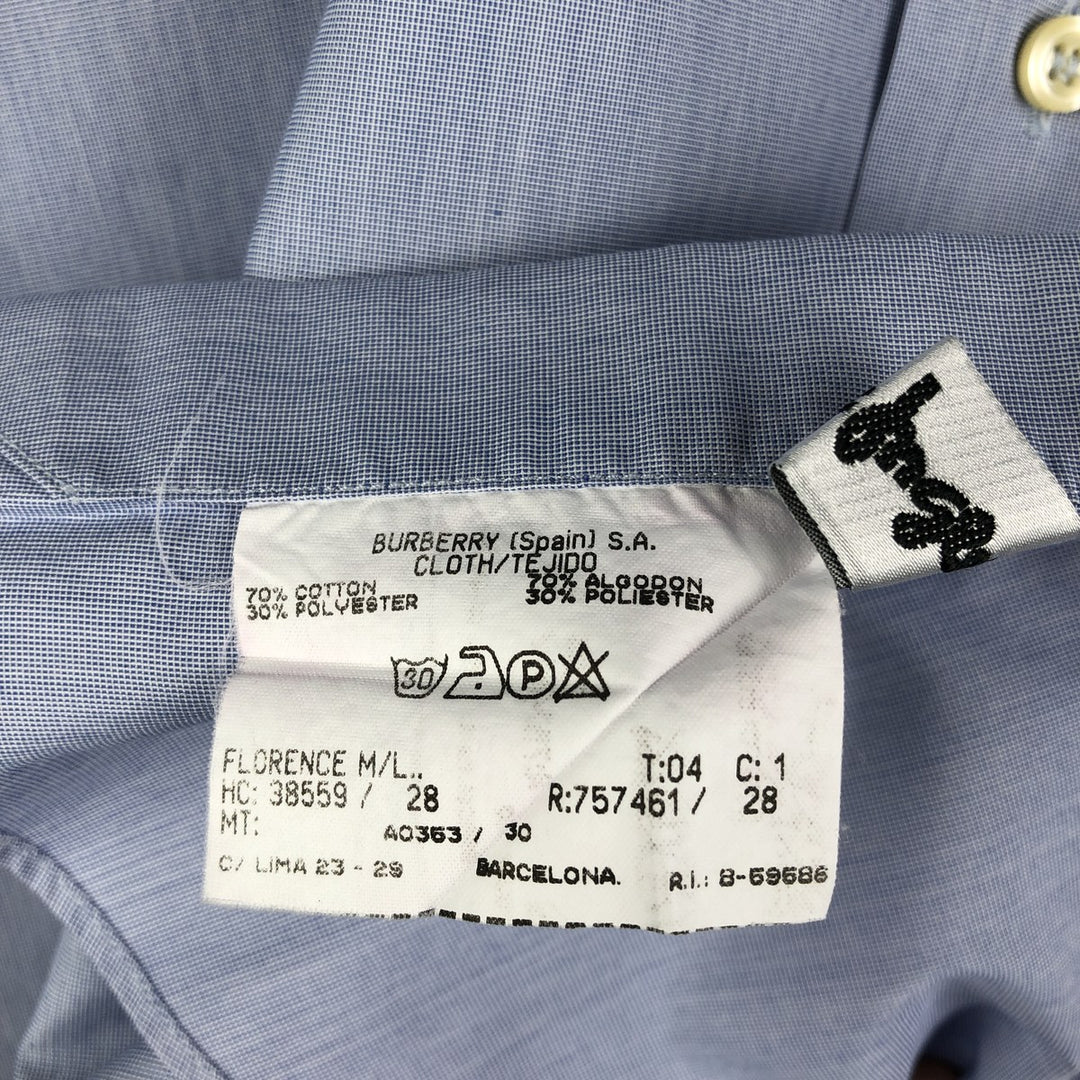 BURBERRY (Spain) S.A.
CLOTH/TEJIDO
70% COTTON 70% ALGODON
30% POLYESTER 30% POLIESTER
30 P
FLORENCE M/L.. T:04 C: 1
HC: 38559 / 28 R:757461 / 28
MT: A0363 / 30
C/ LIMA 23 - 29 BARCELONA. R.I.: 8-59586